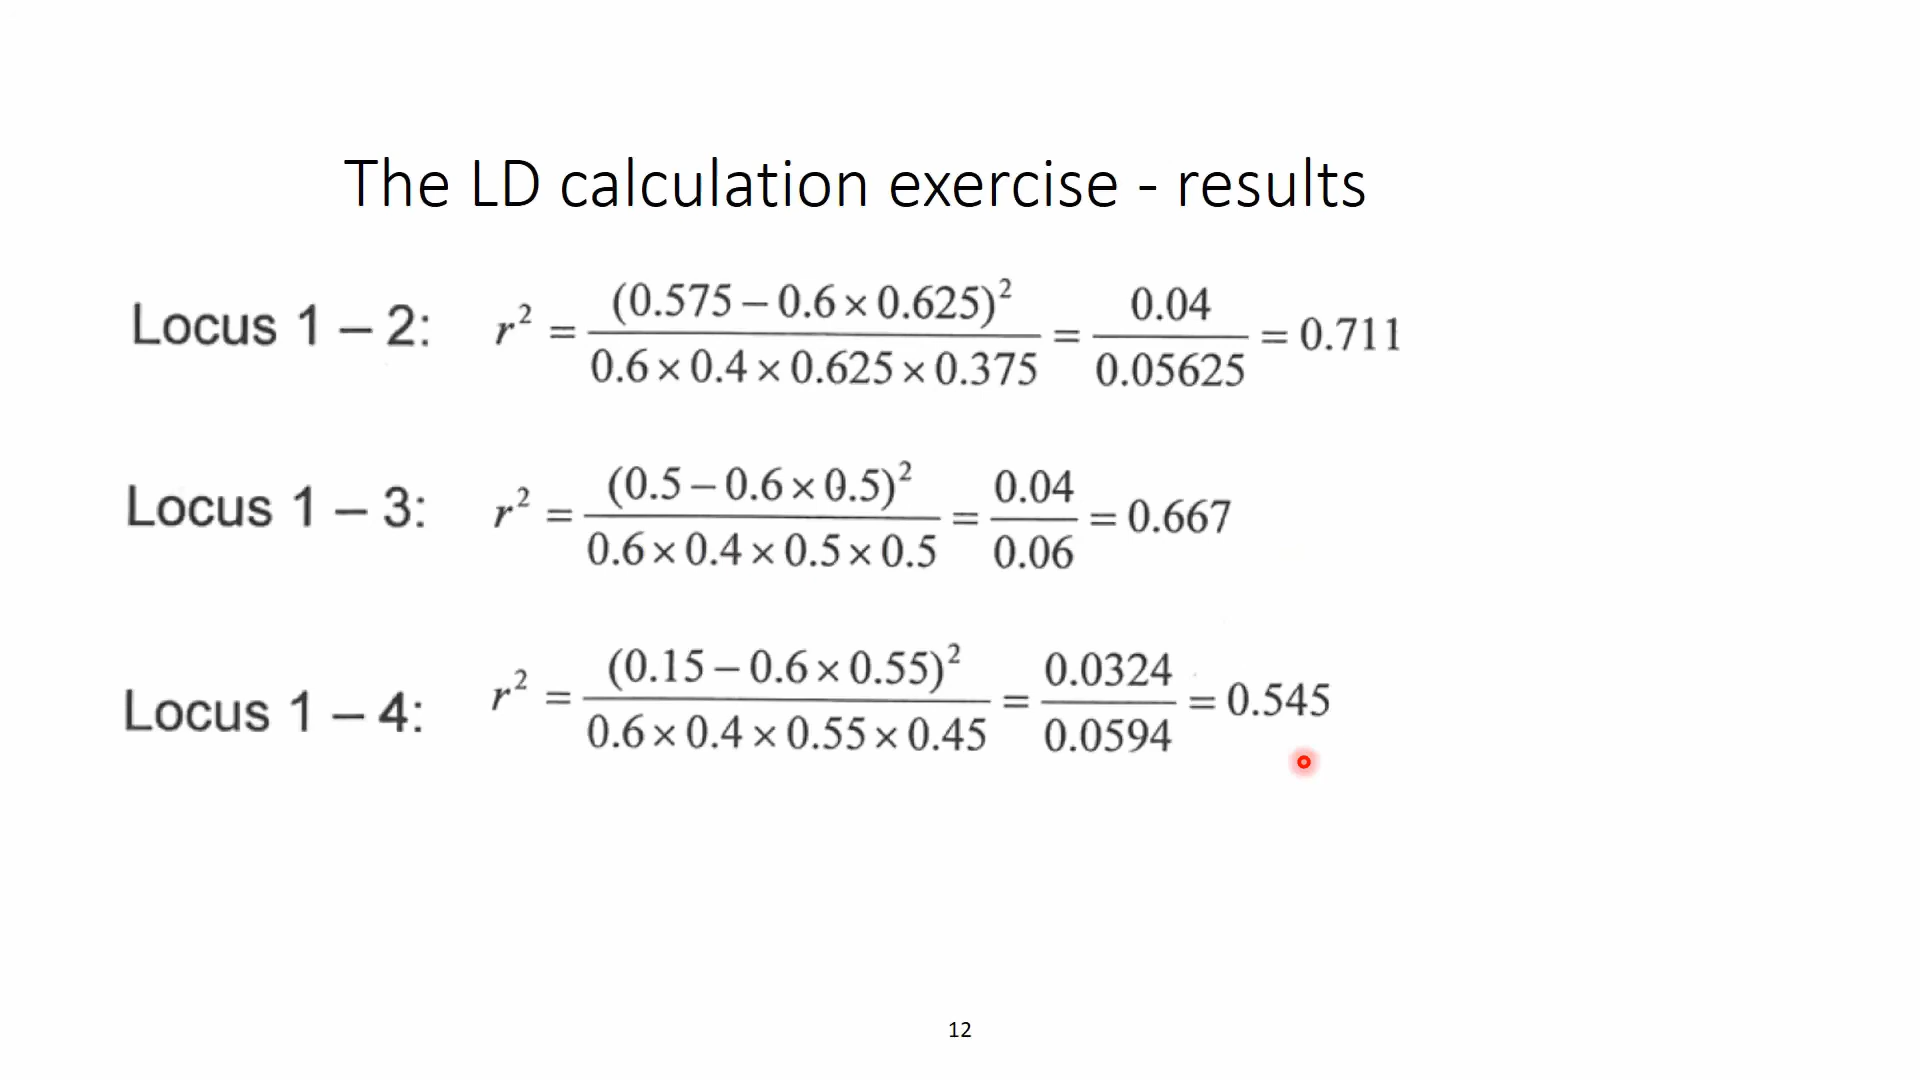 The LD calculation exercise - results
Locus 1 – 2: r² = (0.575 – 0.6 × 0.625)² / 0.6 × 0.4 × 0.625 × 0.375 = 0.04 / 0.05625 = 0.711
Locus 1 – 3: r² = (0.5 – 0.6 × 0.5)² / 0.6 × 0.4 × 0.5 × 0.5 = 0.04 / 0.06 = 0.667
Locus 1 – 4: r² = (0.15 – 0.6 × 0.55)² / 0.6 × 0.4 × 0.55 × 0.45 = 0.0324 / 0.0594 = 0.545
12